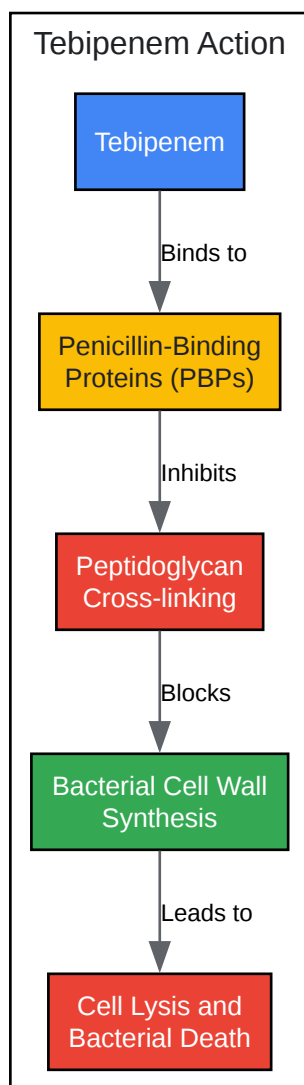 Tebipenem Action
Tebipenem
Binds to
Penicillin-Binding
Proteins (PBPs)
Inhibits
Peptidoglycan
Cross-linking
Blocks
Bacterial Cell Wall
Synthesis
Leads to
Cell Lysis and
Bacterial Death